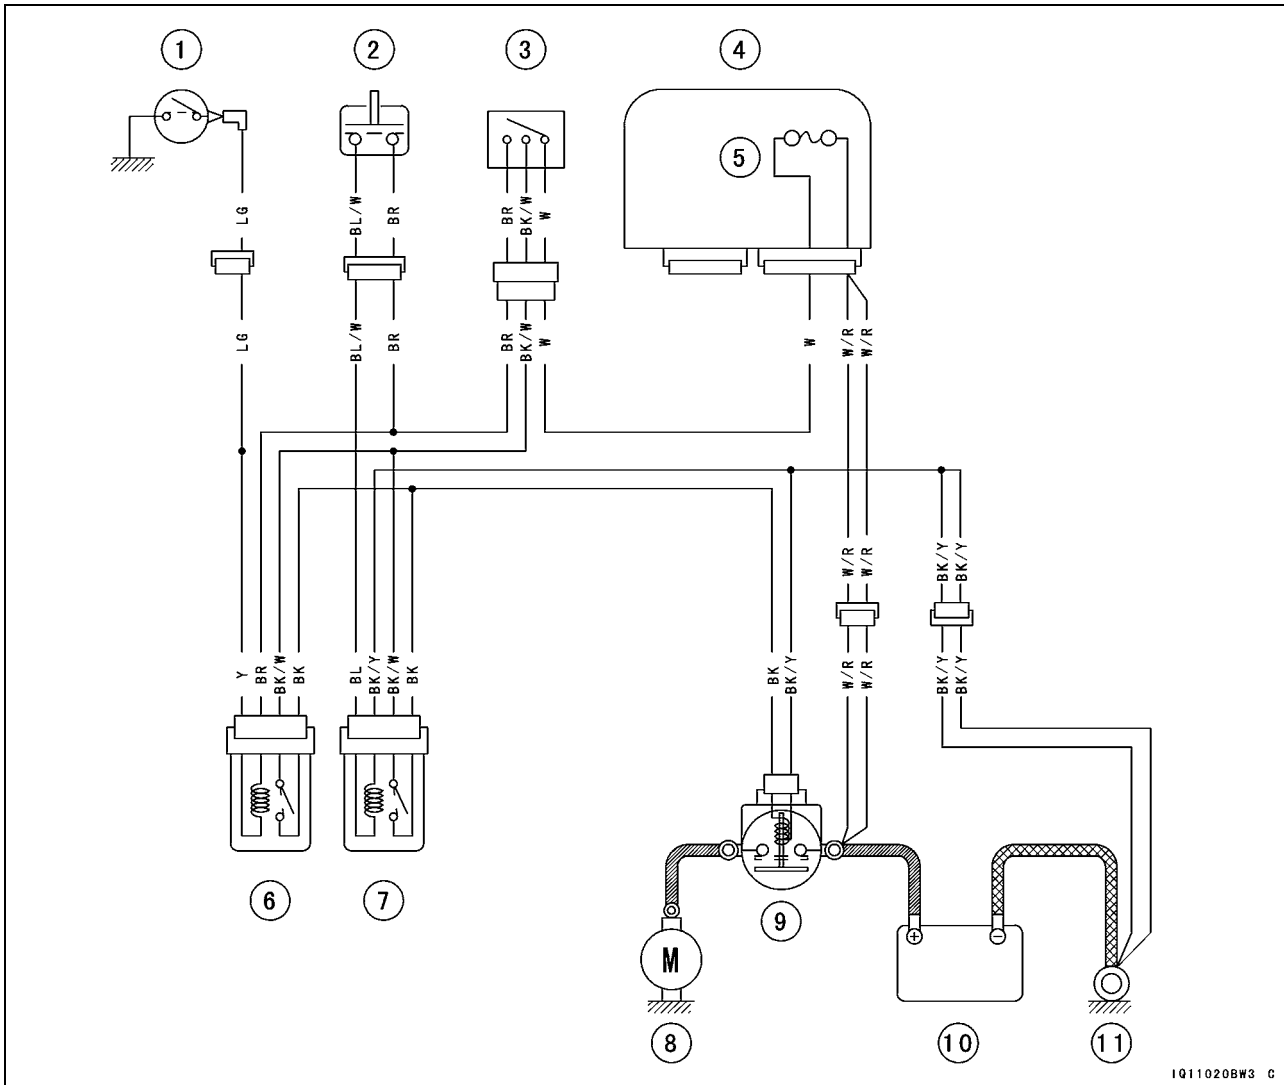 1 2 3 4
5
LG BL/W BR BR BK/W W
LG BL/W BR BR BK/W W W W/R W/R
W/R W/R BK/Y BK/Y
Y BR BK/W BK BL BK/Y BK/W BK BK BK/Y W/R W/R BK/Y BK/Y
6 7 9
+ −
M
8 10 11
IQ11020BW3 C